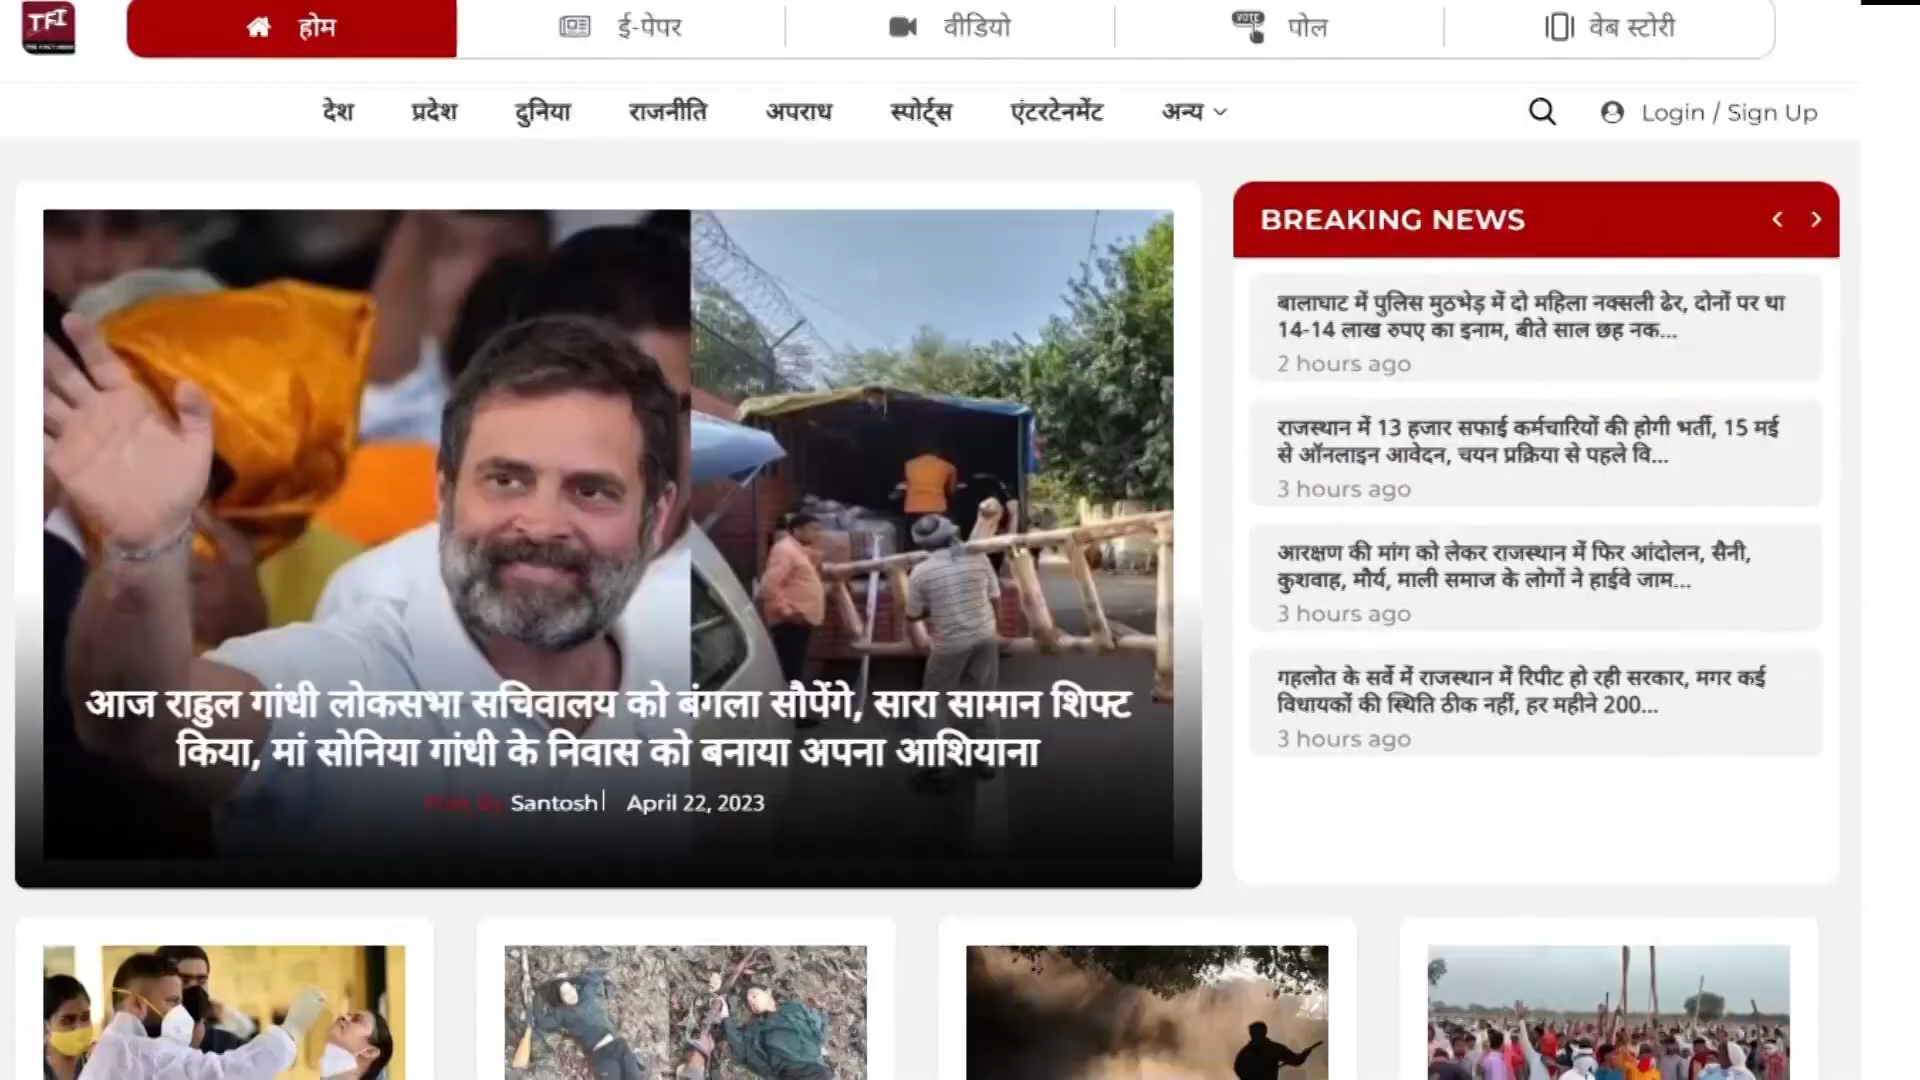 TFI
होम
ई-पेपर
वीडियो
VOTE
पोल
वेब स्टोरी
देश
प्रदेश
दुनिया
राजनीति
अपराध
स्पोर्ट्स
एंटरटेनमेंट
अन्य
Login / Sign Up
आज राहुल गांधी लोकसभा सचिवालय को बंगला सौपेंगे, सारा सामान शिफ्ट
किया, मां सोनिया गांधी के निवास को बनाया अपना आशियाना
Post By Santosh| April 22, 2023
BREAKING NEWS
बालाघाट में पुलिस मुठभेड़ में दो महिला नक्सली ढेर, दोनों पर था
14-14 लाख रुपए का इनाम, बीते साल छह नक...
2 hours ago
राजस्थान में 13 हजार सफाई कर्मचारियों की होगी भर्ती, 15 मई
से ऑनलाइन आवेदन, चयन प्रक्रिया से पहले वि...
3 hours ago
आरक्षण की मांग को लेकर राजस्थान में फिर आंदोलन, सैनी,
कुशवाह, मौर्य, माली समाज के लोगों ने हाईवे जाम...
3 hours ago
गहलोत के सर्वे में राजस्थान में रिपीट हो रही सरकार, मगर कई
विधायकों की स्थिति ठीक नहीं, हर महीने 200...
3 hours ago